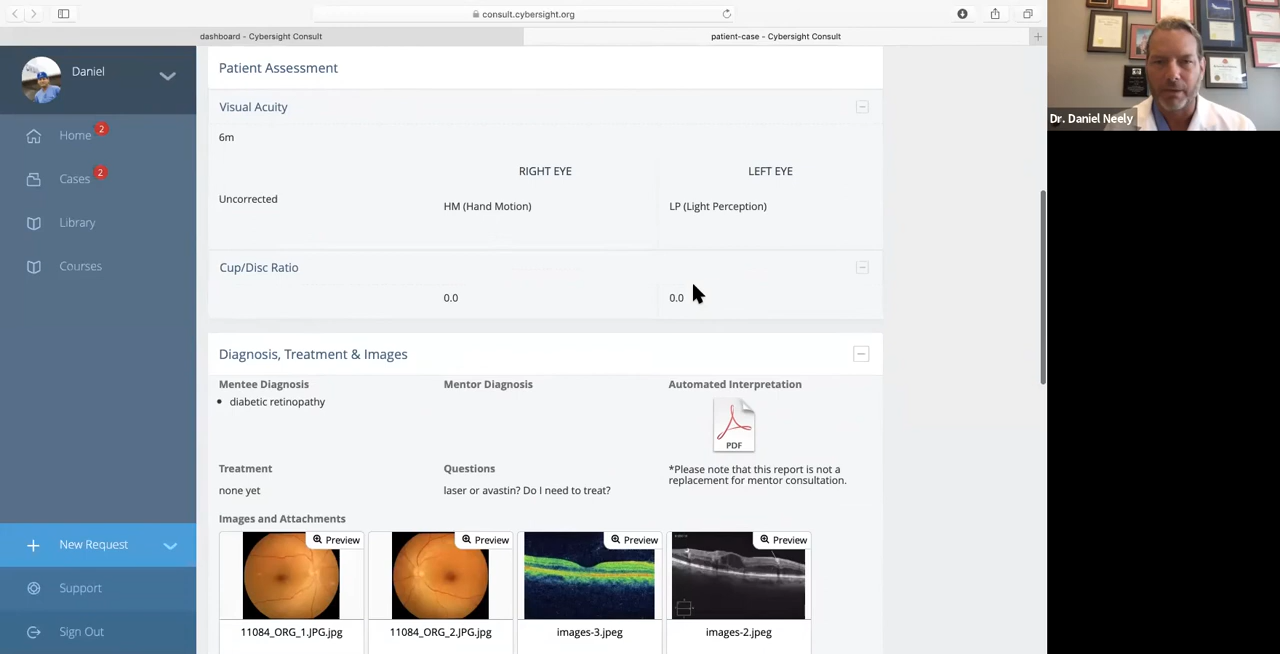 consult.cybersight.org
dashboard - Cybersight Consult
patient-case - Cybersight Consult
Daniel
Home 2
Cases 2
Library
Courses
New Request
Support
Sign Out
Patient Assessment
Visual Acuity
6m
RIGHT EYE LEFT EYE
Uncorrected HM (Hand Motion) LP (Light Perception)
Cup/Disc Ratio
0.0 0.0
Diagnosis, Treatment & Images
Mentee Diagnosis Mentor Diagnosis Automated Interpretation
diabetic retinopathy
PDF
Treatment Questions *Please note that this report is not a
replacement for mentor consultation.
none yet laser or avastin? Do I need to treat?
Images and Attachments
Preview Preview Preview Preview
11084_ORG_1.JPG.jpg 11084_ORG_2.JPG.jpg images-3.jpeg images-2.jpeg
Dr. Daniel Neely